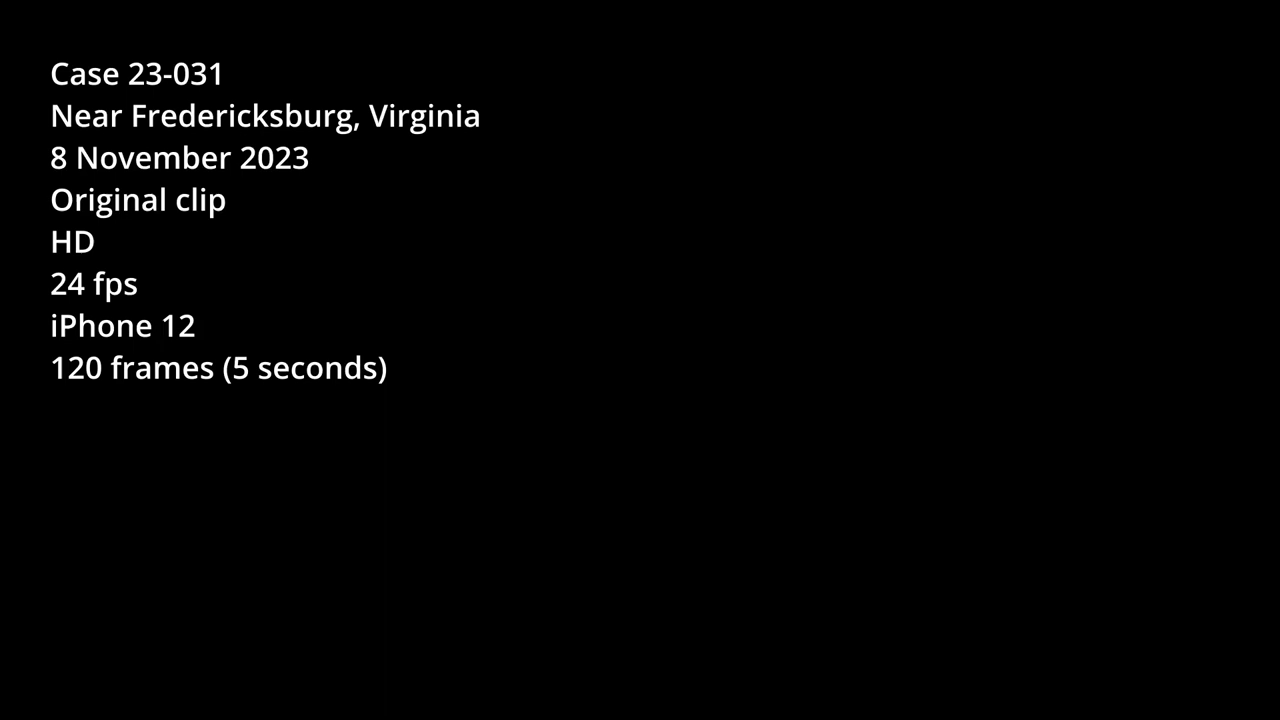 Case 23-031
Near Fredericksburg, Virginia
8 November 2023
Original clip
HD
24 fps
iPhone 12
120 frames (5 seconds)